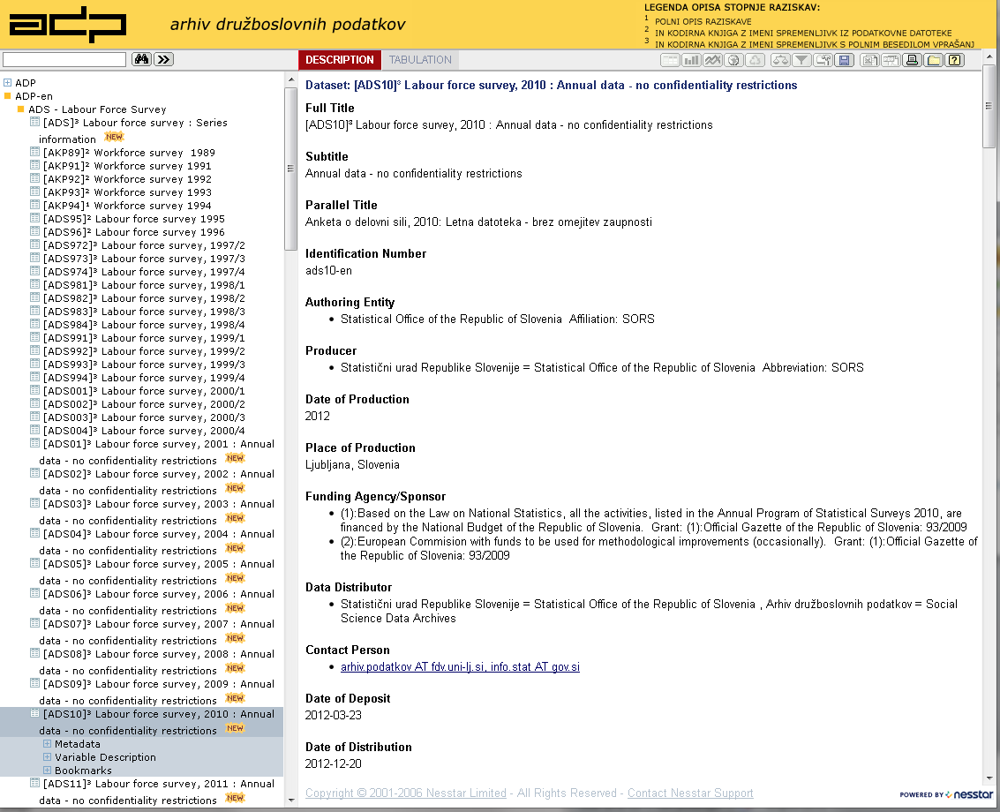 adp
arhiv družboslovnih podatkov
LEGENDA OPISA STOPNJE RAZISKAV:
1 POLNI OPIS RAZISKAVE
2 IN KODIRNA KNJIGA Z IMENI SPREMENLJIVK IZ PODATKOVNE DATOTEKE
3 IN KODIRNA KNJIGA Z IMENI SPREMENLJIVK S POLNIM BESEDILOM VPRAŠANJ
DESCRIPTION TABULATION
ADP
ADP-en
ADS - Labour Force Survey
[ADS]³ Labour force survey : Series
information NEW
[AKP89]² Workforce survey 1989
[AKP91]² Workforce survey 1991
[AKP92]² Workforce survey 1992
[AKP93]² Workforce survey 1993
[AKP94]¹ Workforce survey 1994
[ADS95]² Labour force survey 1995
[ADS96]² Labour force survey 1996
[ADS972]³ Labour force survey, 1997/2
[ADS973]³ Labour force survey, 1997/3
[ADS974]³ Labour force survey, 1997/4
[ADS981]³ Labour force survey, 1998/1
[ADS982]³ Labour force survey, 1998/2
[ADS983]³ Labour force survey, 1998/3
[ADS984]³ Labour force survey, 1998/4
[ADS991]³ Labour force survey, 1999/1
[ADS992]³ Labour force survey, 1999/2
[ADS993]³ Labour force survey, 1999/3
[ADS994]³ Labour force survey, 1999/4
[ADS001]³ Labour force survey, 2000/1
[ADS002]³ Labour force survey, 2000/2
[ADS003]³ Labour force survey, 2000/3
[ADS004]³ Labour force survey, 2000/4
[ADS01]³ Labour force survey, 2001 : Annual
data - no confidentiality restrictions NEW
[ADS02]³ Labour force survey, 2002 : Annual
data - no confidentiality restrictions NEW
[ADS03]³ Labour force survey, 2003 : Annual
data - no confidentiality restrictions NEW
[ADS04]³ Labour force survey, 2004 : Annual
data - no confidentiality restrictions NEW
[ADS05]³ Labour force survey, 2005 : Annual
data - no confidentiality restrictions NEW
[ADS06]³ Labour force survey, 2006 : Annual
data - no confidentiality restrictions NEW
[ADS07]³ Labour force survey, 2007 : Annual
data - no confidentiality restrictions NEW
[ADS08]³ Labour force survey, 2008 : Annual
data - no confidentiality restrictions NEW
[ADS09]³ Labour force survey, 2009 : Annual
data - no confidentiality restrictions NEW
[ADS10]³ Labour force survey, 2010 : Annual
data - no confidentiality restrictions NEW
Metadata
Variable Description
Bookmarks
[ADS11]³ Labour force survey, 2011 : Annual
data - no confidentiality restrictions NEW
Dataset: [ADS10]³ Labour force survey, 2010 : Annual data - no confidentiality restrictions
Full Title
[ADS10]³ Labour force survey, 2010 : Annual data - no confidentiality restrictions
Subtitle
Annual data - no confidentiality restrictions
Parallel Title
Anketa o delovni sili, 2010: Letna datoteka - brez omejitev zaupnosti
Identification Number
ads10-en
Authoring Entity
• Statistical Office of the Republic of Slovenia Affiliation: SORS
Producer
• Statistični urad Republike Slovenije = Statistical Office of the Republic of Slovenia Abbreviation: SORS
Date of Production
2012
Place of Production
Ljubljana, Slovenia
Funding Agency/Sponsor
• (1):Based on the Law on National Statistics, all the activities, listed in the Annual Program of Statistical Surveys 2010, are
financed by the National Budget of the Republic of Slovenia. Grant: (1):Official Gazette of the Republic of Slovenia: 93/2009
• (2):European Commision with funds to be used for methodological improvements (occasionally). Grant: (1):Official Gazette of
the Republic of Slovenia: 93/2009
Data Distributor
• Statistični urad Republike Slovenije = Statistical Office of the Republic of Slovenia , Arhiv družboslovnih podatkov = Social
Science Data Archives
Contact Person
• arhiv.podatkov AT fdv.uni-lj.si, info.stat AT gov.si
Date of Deposit
2012-03-23
Date of Distribution
2012-12-20
Copyright © 2001-2006 Nesstar Limited - All Rights Reserved - Contact Nesstar Support
POWERED BY nesstar